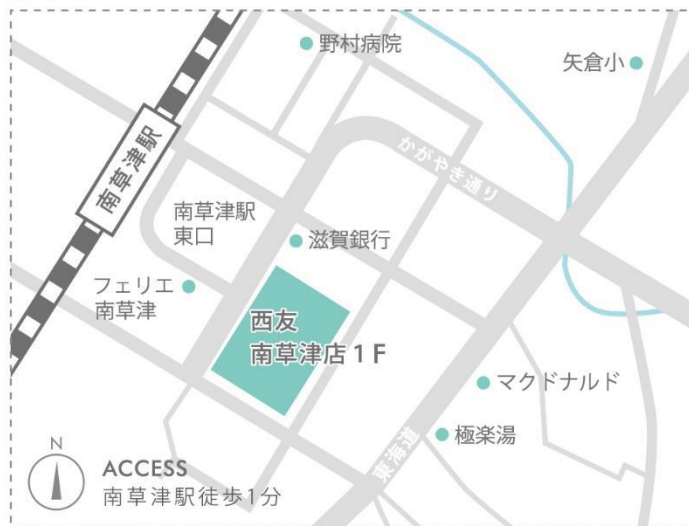 野村病院
矢倉小
かがやき通り
南草津駅
南草津駅
東口
滋賀銀行
フェリエ
南草津
西友
南草津店1F
マクドナルド
極楽湯
東海道
N
ACCESS
南草津駅徒歩1分